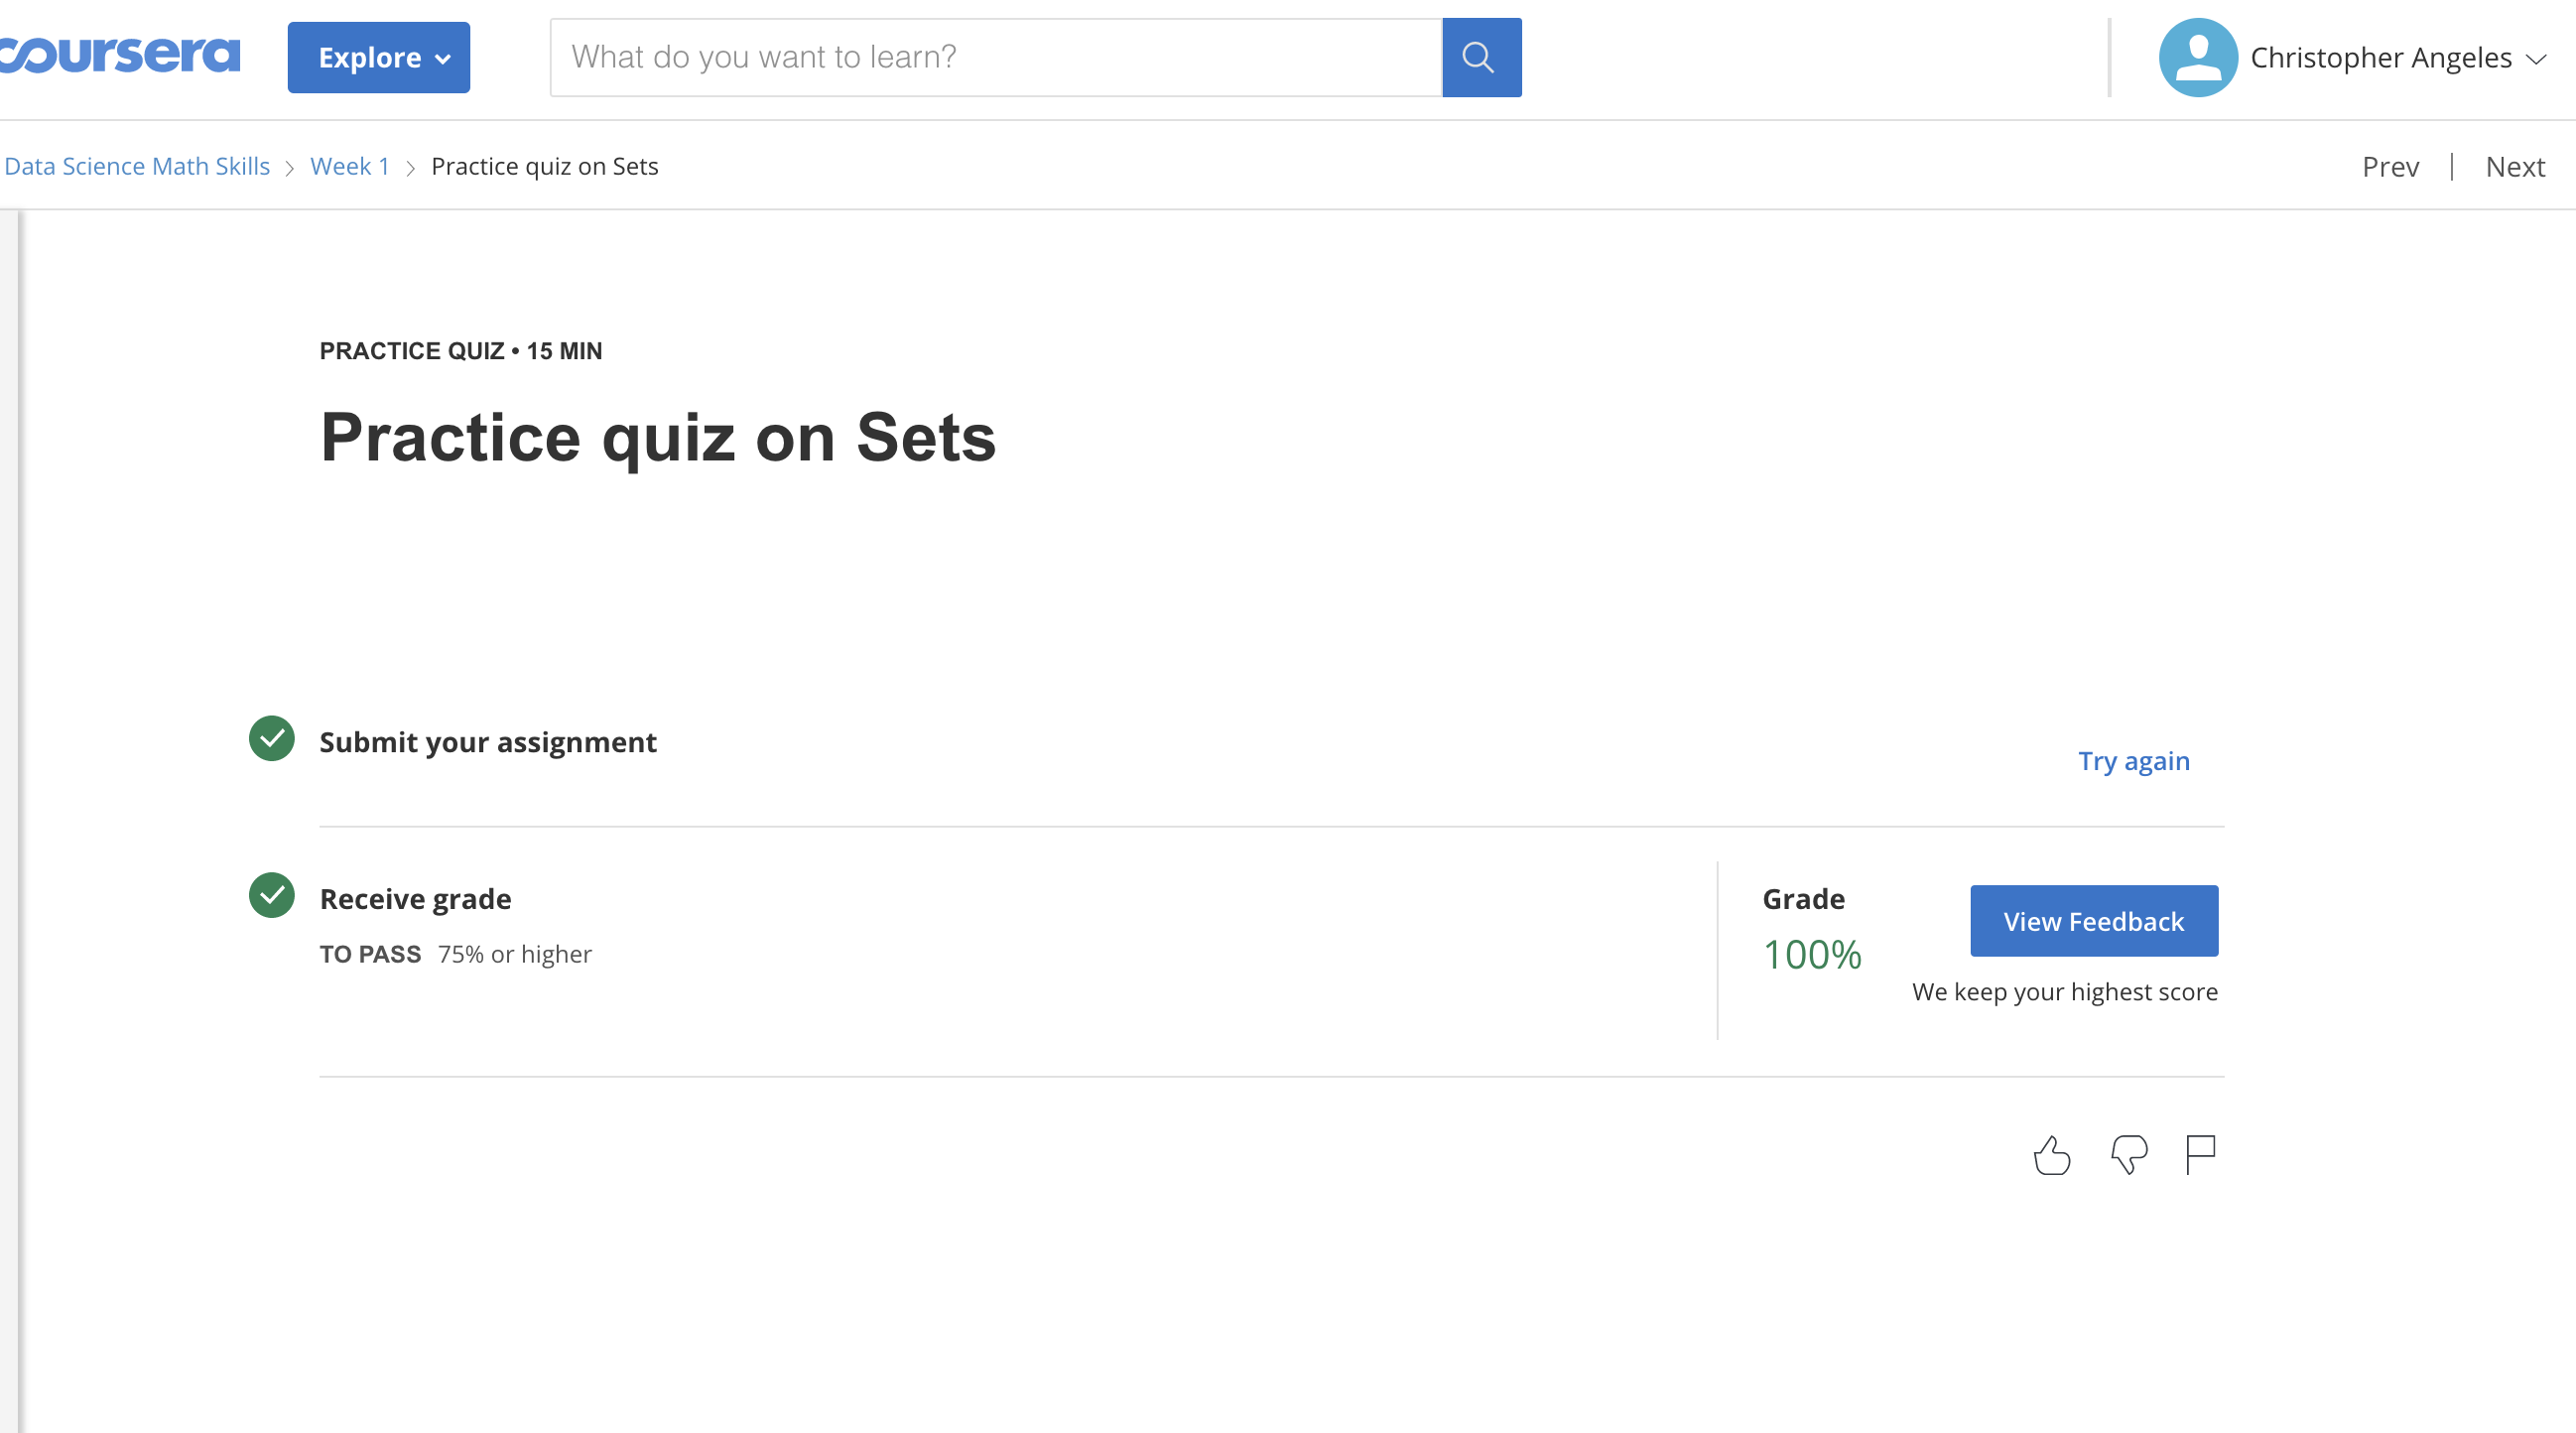 coursera
Explore
What do you want to learn?
Christopher Angeles
Data Science Math Skills > Week 1 > Practice quiz on Sets
Prev | Next
PRACTICE QUIZ • 15 MIN
Practice quiz on Sets
Submit your assignment
Try again
Receive grade
TO PASS 75% or higher
Grade
100%
View Feedback
We keep your highest score